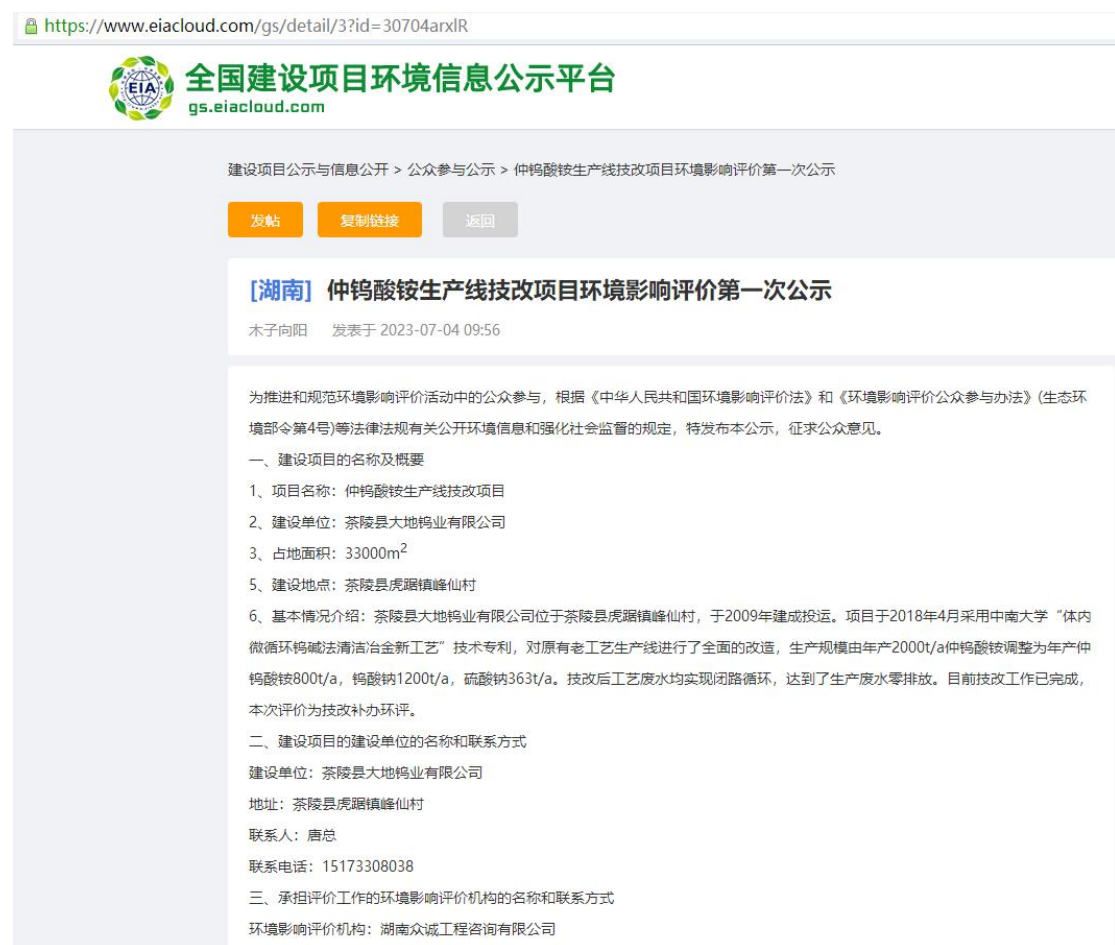 https://www.eiacloud.com/gs/detail/3?id=30704arxlR
EIA
全国建设项目环境信息公示平台
gs.eiacloud.com
建设项目公示与信息公开 > 公众参与公示 > 仲钨酸铵生产线技改项目环境影响评价第一次公示
发帖 复制链接 返回
[湖南] 仲钨酸铵生产线技改项目环境影响评价第一次公示
木子向阳 发表于 2023-07-04 09:56
为推进和规范环境影响评价活动中的公众参与，根据《中华人民共和国环境影响评价法》和《环境影响评价公众参与办法》(生态环
境部令第4号)等法律法规有关公开环境信息和强化社会监督的规定，特发布本公示，征求公众意见。
一、建设项目的名称及概要
1、项目名称：仲钨酸铵生产线技改项目
2、建设单位：茶陵县大地钨业有限公司
3、占地面积：33000m²
5、建设地点：茶陵县虎踞镇峰仙村
6、基本情况介绍：茶陵县大地钨业有限公司位于茶陵县虎踞镇峰仙村，于2009年建成投运。项目于2018年4月采用中南大学“体内
微循环钨碱法清洁冶金新工艺”技术专利，对原有老工艺生产线进行了全面的改造，生产规模由年产2000t/a仲钨酸铵调整为年产仲
钨酸铵800t/a，钨酸钠1200t/a，硫酸钠363t/a。技改后工艺废水均实现闭路循环，达到了生产废水零排放。目前技改工作已完成，
本次评价为技改补办环评。
二、建设项目的建设单位的名称和联系方式
建设单位：茶陵县大地钨业有限公司
地址：茶陵县虎踞镇峰仙村
联系人：唐总
联系电话：15173308038
三、承担评价工作的环境影响评价机构的名称和联系方式
环境影响评价机构：湖南众诚工程咨询有限公司